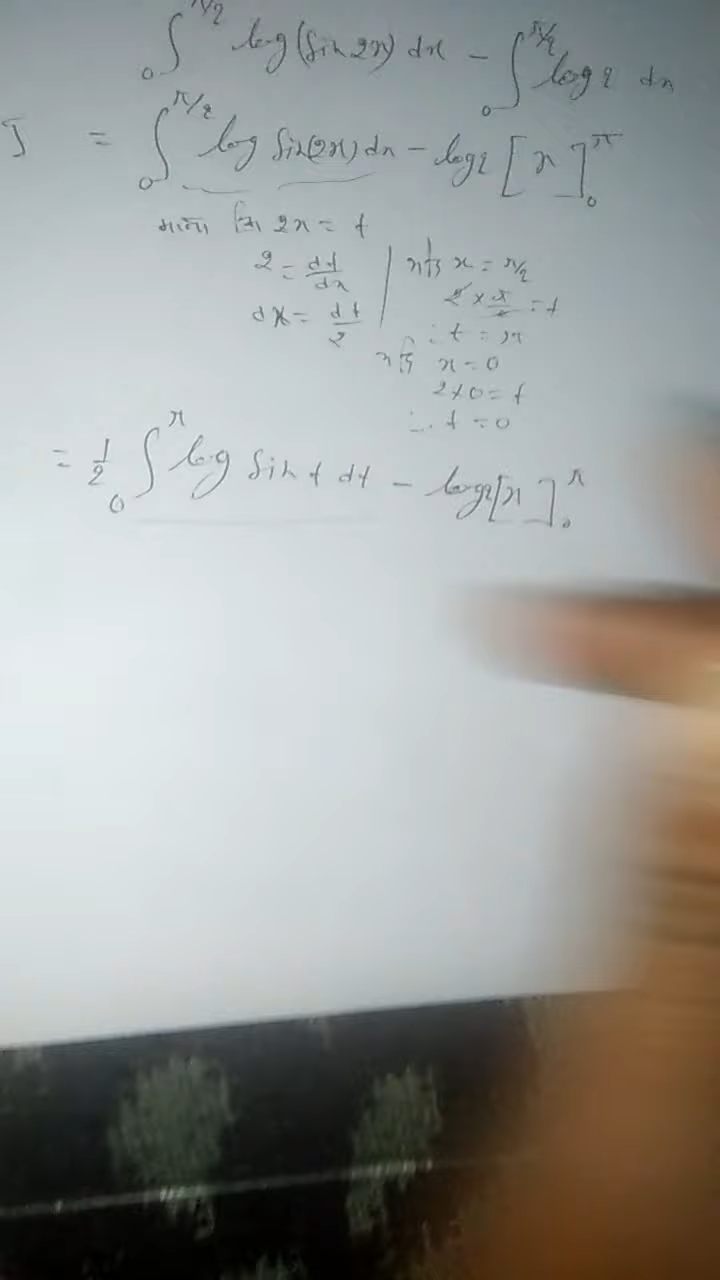 ∫₀^π/2 log(sin 2x) dx − ∫₀^π/2 log 2 dx
I = ∫₀^π/2 log sin(2x) dx − log 2 [x]₀^π
माना कि 2x = t
2 = dt/dx | यदि x = π/2
dx = dt/2 | 2 × π/2 = t
∴ t = π
यदि x = 0
2×0 = t
∴ t = 0
= 1/2 ∫₀^π log sin t dt − log 2 [x]₀^π